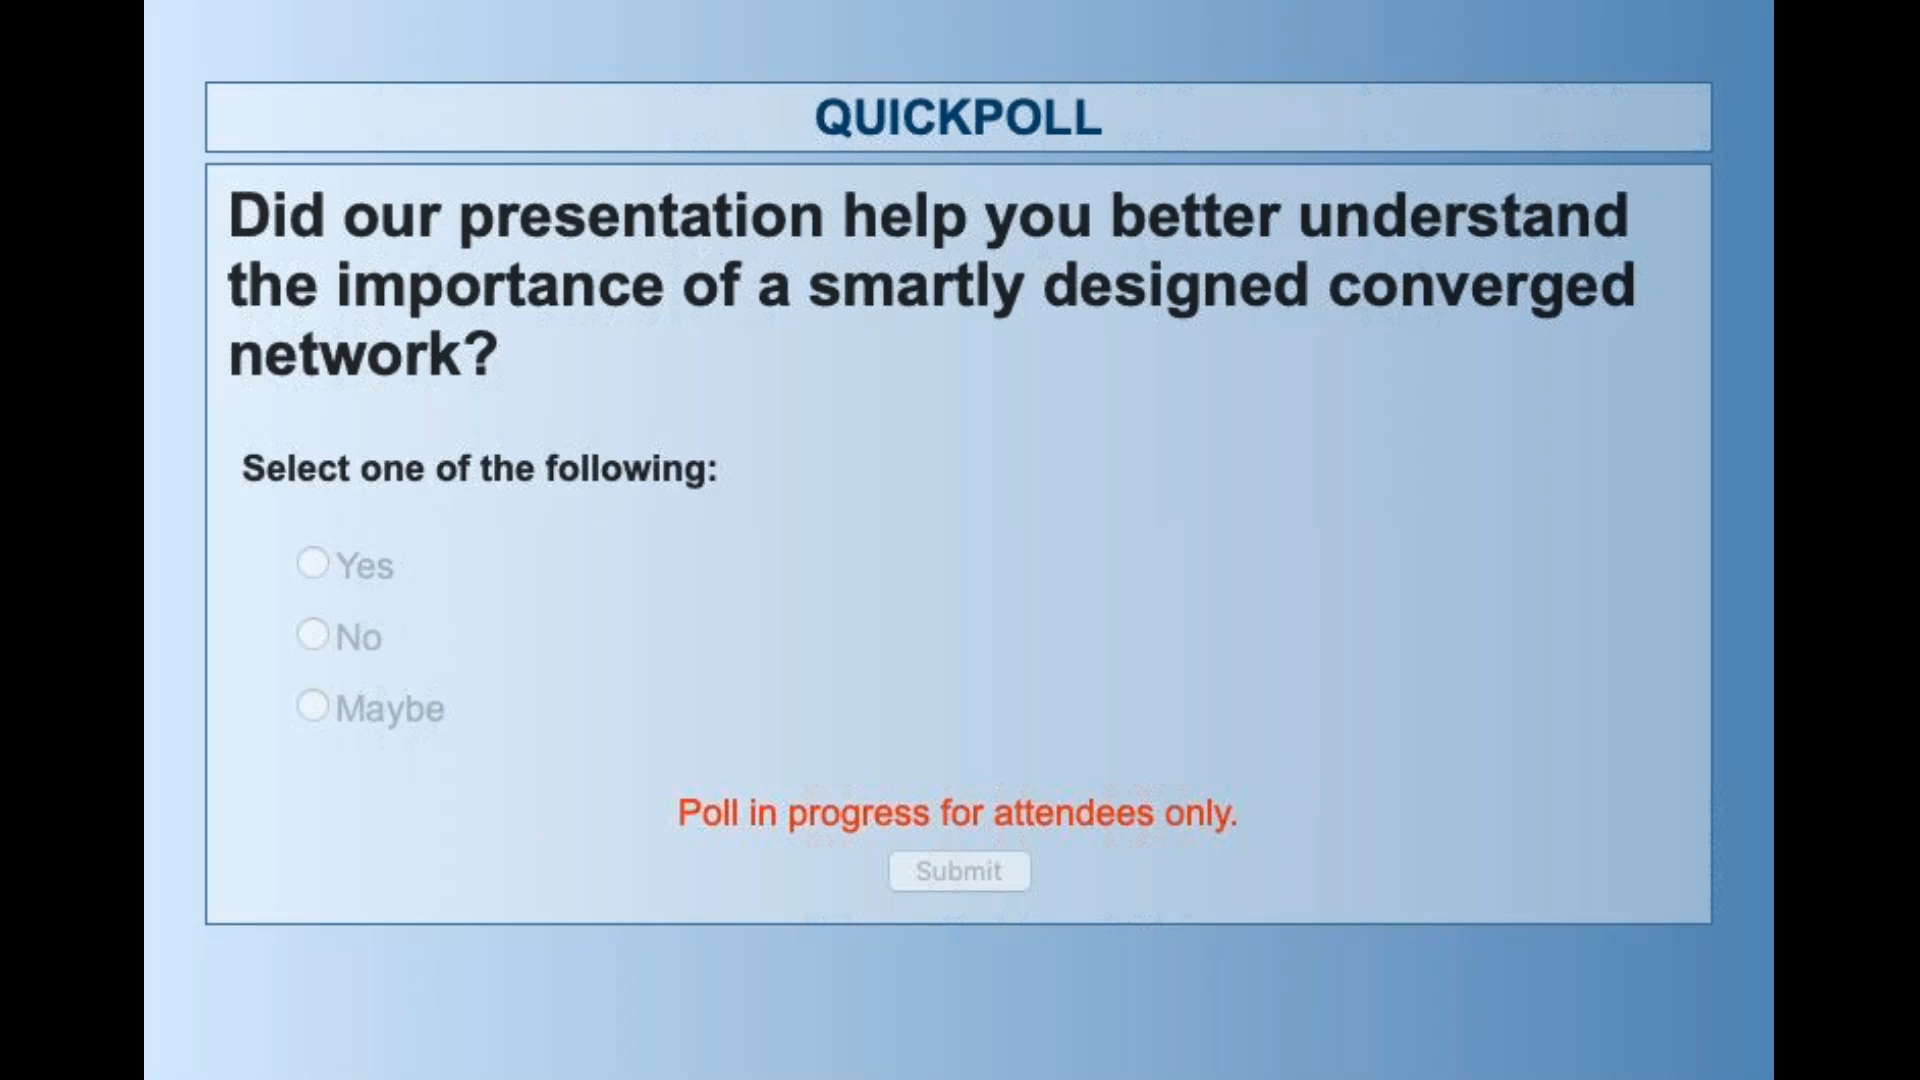 QUICKPOLL
Did our presentation help you better understand
the importance of a smartly designed converged
network?
Select one of the following:
Yes
No
Maybe
Poll in progress for attendees only.
Submit